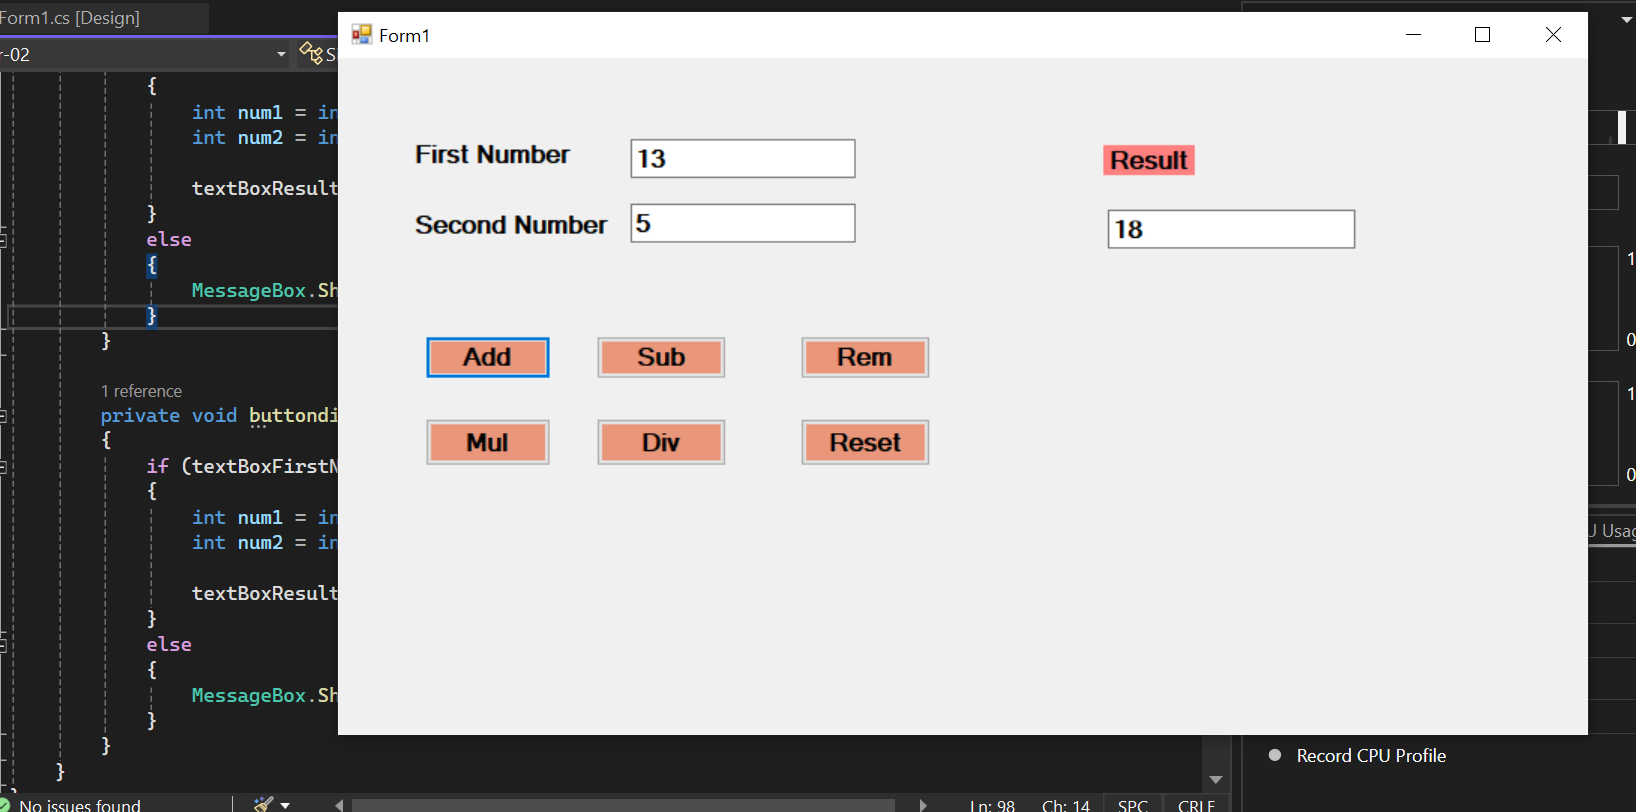 Form1.cs [Design]
r-02
{
int num1 = in
int num2 = in
textBoxResult
}
else
{
MessageBox.Sh
}
}
1 reference
private void buttondi
{
if (textBoxFirstN
{
int num1 = in
int num2 = in
textBoxResult
}
else
{
MessageBox.Sh
}
}
}
Form1
First Number 13
Second Number 5
Result
18
Add Sub Rem
Mul Div Reset
1
0
1
0
U Usag
Record CPU Profile
No issues found
Ln: 98 Ch: 14 SPC CRLF